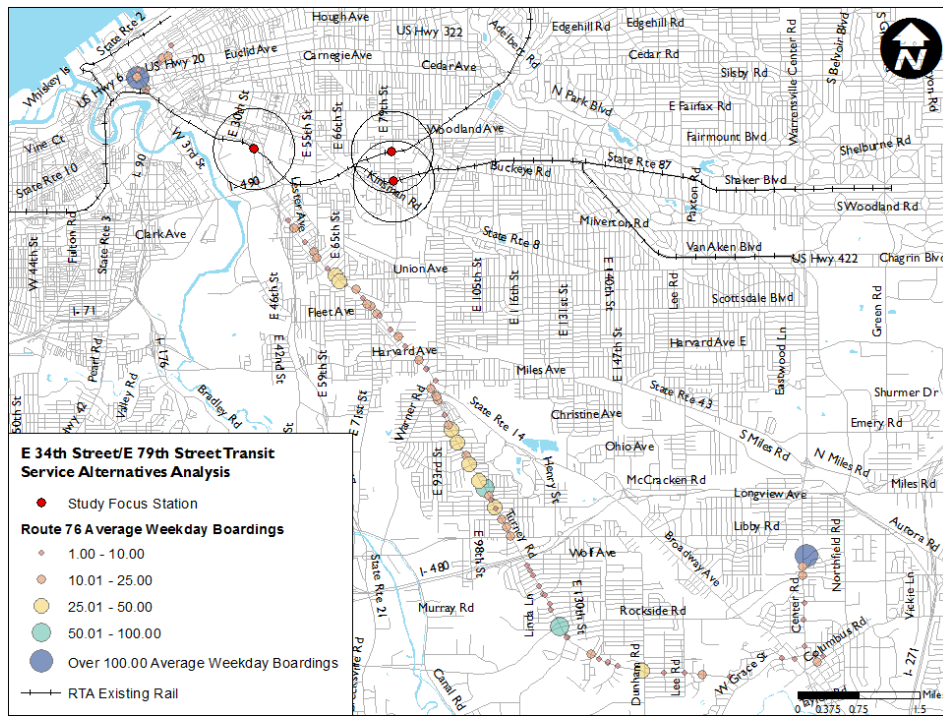 State Rte 2
Hough Ave
US Hwy 322
Adelbert Rd
Edgehill Rd
Edgehill Rd
Warrensville Center Rd
S Belvoir Blvd
N
Whiskey Is
US Hwy 6
US Hwy 20
Euclid Ave
Carnegie Ave
Cedar Ave
Cedar Rd
Silsby Rd
N Park Blvd
E Fairfax Rd
E 30th St
E 55th St
E 66th St
E 79th St
Woodland Ave
Fairmount Blvd
Shelburne Rd
Vine Ct
W 3rd St
I- 90
State Rte 10
I- 490
Kinsman Rd
Buckeye Rd
State Rte 87
Paxton Rd
Shaker Blvd
S Woodland Rd
W 44th St
Fulton Rd
State Rte 3
Clark Ave
Lester Ave
E 65th St
State Rte 8
Milverton Rd
Van Aken Blvd
US Hwy 422
Chagrin Blvd
Union Ave
E 105th St
E 116th St
E 131st St
E 140th St
Lee Rd
Scottsdale Blvd
Green Rd
I- 71
E 46th St
Fleet Ave
Harvard Ave
Harvard Ave E
Eastwood Ln
Pearl Rd
Valley Rd
I- 176
E 42nd St
E 59th St
E 71st St
Miles Ave
E 147th St
State Rte 43
Shurmer Dr
Emery Rd
Bradley Rd
Warner Rd
State Rte 14
Christine Ave
Ohio Ave
S Miles Rd
N Miles Rd
Miles Rd
E 93rd St
Henry St
McCracken Rd
Longview Ave
Libby Rd
Aurora Rd
Turney Rd
E 98th St
Wolf Ave
Broadway Ave
Northfield Rd
I- 480
State Rte 21
Murray Rd
Linda Ln
E 130th St
Rockside Rd
Center Rd
Columbus Rd
Vickie Ln
I- 271
Canal Rd
Dunham Rd
Lee Rd
W Grace St
E 34th Street/E 79th Street Transit
Service Alternatives Analysis
Study Focus Station
Route 76 Average Weekday Boardings
1.00 - 10.00
10.01 - 25.00
25.01 - 50.00
50.01 - 100.00
Over 100.00 Average Weekday Boardings
RTA Existing Rail
0 0.375 0.75 1.5